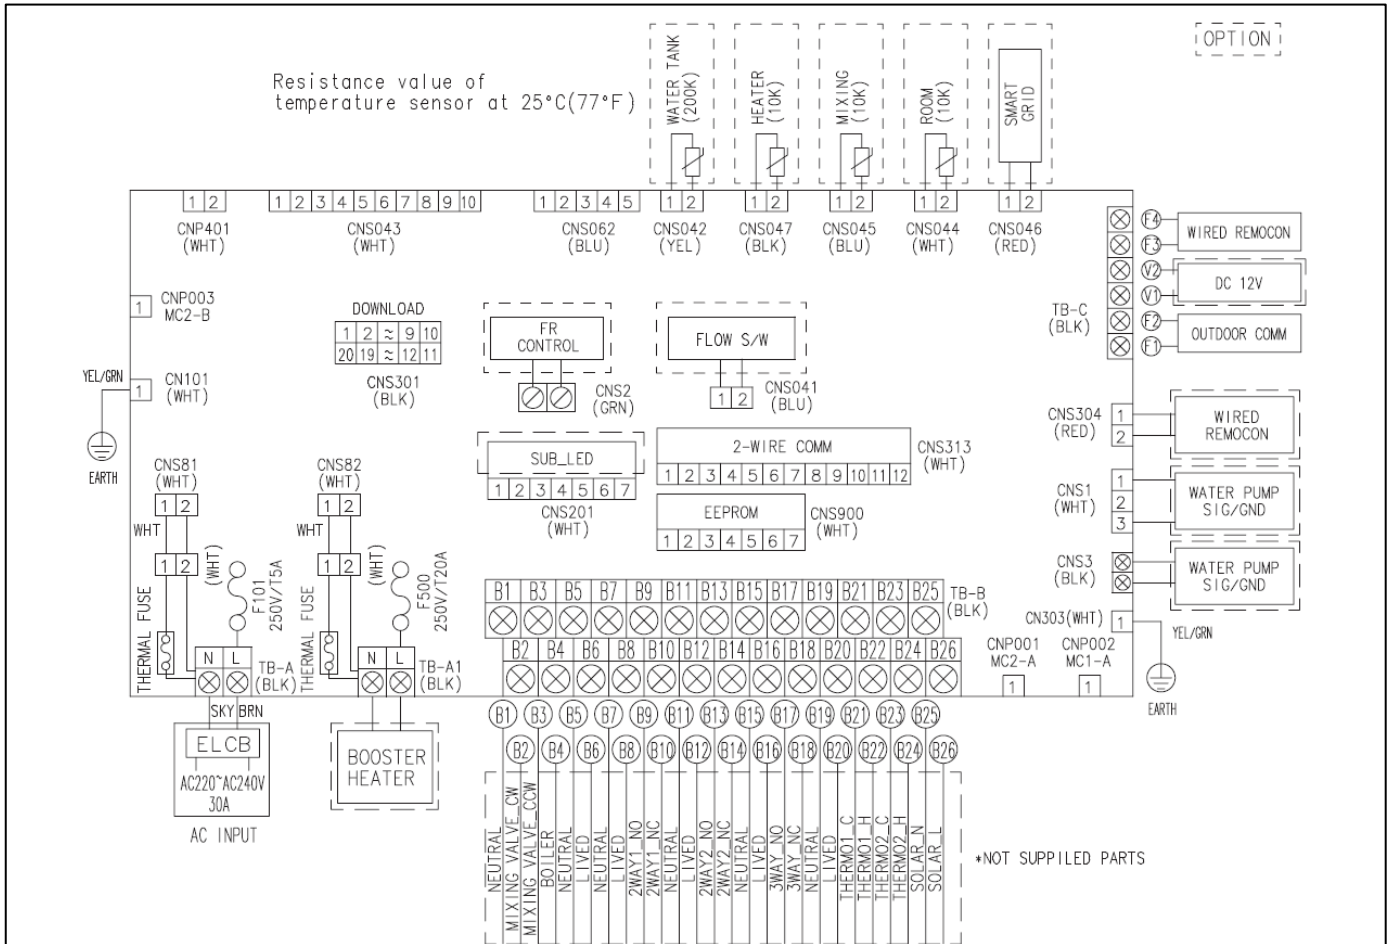 OPTION
Resistance value of
temperature sensor at 25°C(77°F)
WATER TANK
(200K)
HEATER
(10K)
MIXING
(10K)
ROOM
(10K)
SMART
GRID
1 2
CNP401
(WHT)
1 2 3 4 5 6 7 8 9 10
CNS043
(WHT)
1 2 3 4 5
CNS062
(BLU)
1 2
CNS042
(YEL)
1 2
CNS047
(BLK)
1 2
CNS045
(BLU)
1 2
CNS044
(WHT)
1 2
CNS046
(RED)
F4
F3
WIRED REMOCON
V2
V1
DC 12V
F2
F1
OUTDOOR COMM
TB-C
(BLK)
1
CNP003
MC2-B
DOWNLOAD
1 2 ≈ 9 10
20 19 ≈ 12 11
CNS301
(BLK)
FR
CONTROL
CNS2
(GRN)
FLOW S/W
1 2
CNS041
(BLU)
YEL/GRN
1
CN101
(WHT)
EARTH
CNS304
(RED)
1
2
WIRED
REMOCON
SUB_LED
1 2 3 4 5 6 7
CNS201
(WHT)
2-WIRE COMM
1 2 3 4 5 6 7 8 9 10 11 12
CNS313
(WHT)
EEPROM
1 2 3 4 5 6 7
CNS900
(WHT)
CNS1
(WHT)
1
2
3
WATER PUMP
SIG/GND
CNS3
(BLK)
WATER PUMP
SIG/GND
CN303(WHT)
1
YEL/GRN
EARTH
CNP001
MC2-A
1
CNP002
MC1-A
1
CNS81
(WHT)
1 2
WHT
1 2
(WHT)
THERMAL FUSE
F101
250V/T5A
N L
TB-A
(BLK)
SKY BRN
ELCB
AC220~AC240V
30A
AC INPUT
CNS82
(WHT)
1 2
1 2
(WHT)
THERMAL FUSE
F500
250V/T20A
N L
TB-A1
(BLK)
BOOSTER
HEATER
B1 B3 B5 B7 B9 B11 B13 B15 B17 B19 B21 B23 B25
TB-B
(BLK)
B2 B4 B6 B8 B10 B12 B14 B16 B18 B20 B22 B24 B26
B1 B3 B5 B7 B9 B11 B13 B15 B17 B19 B21 B23 B25
B2 B4 B6 B8 B10 B12 B14 B16 B18 B20 B22 B24 B26
NEUTRAL
MIXING VALVE_CW
MIXING VALVE_CCW
BOILER
NEUTRAL
LIVED
NEUTRAL
LIVED
2WAY1_NO
2WAY1_NC
NEUTRAL
LIVED
2WAY2_NO
2WAY2_NC
NEUTRAL
LIVED
3WAY_NO
3WAY_NC
NEUTRAL
LIVED
THERMO1_C
THERMO1_H
THERMO2_C
THERMO2_H
SOLAR_N
SOLAR_L
*NOT SUPPILED PARTS